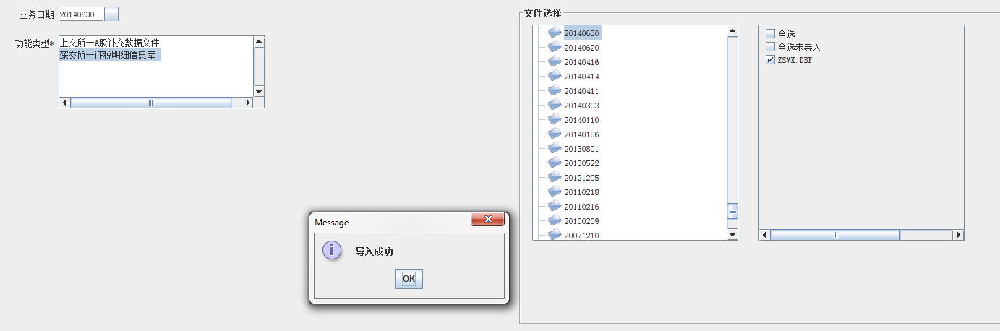 业务日期:
20140630
...
功能类型*:
上交所--A股补充数据文件
深交所--征税明细信息库
文件选择
20140630
20140620
20140416
20140414
20140411
20140303
20140110
20140106
20130801
20130522
20121205
20110218
20110216
20100209
20071210
全选
全选未导入
ZSMX.DBF
Message
导入成功
OK